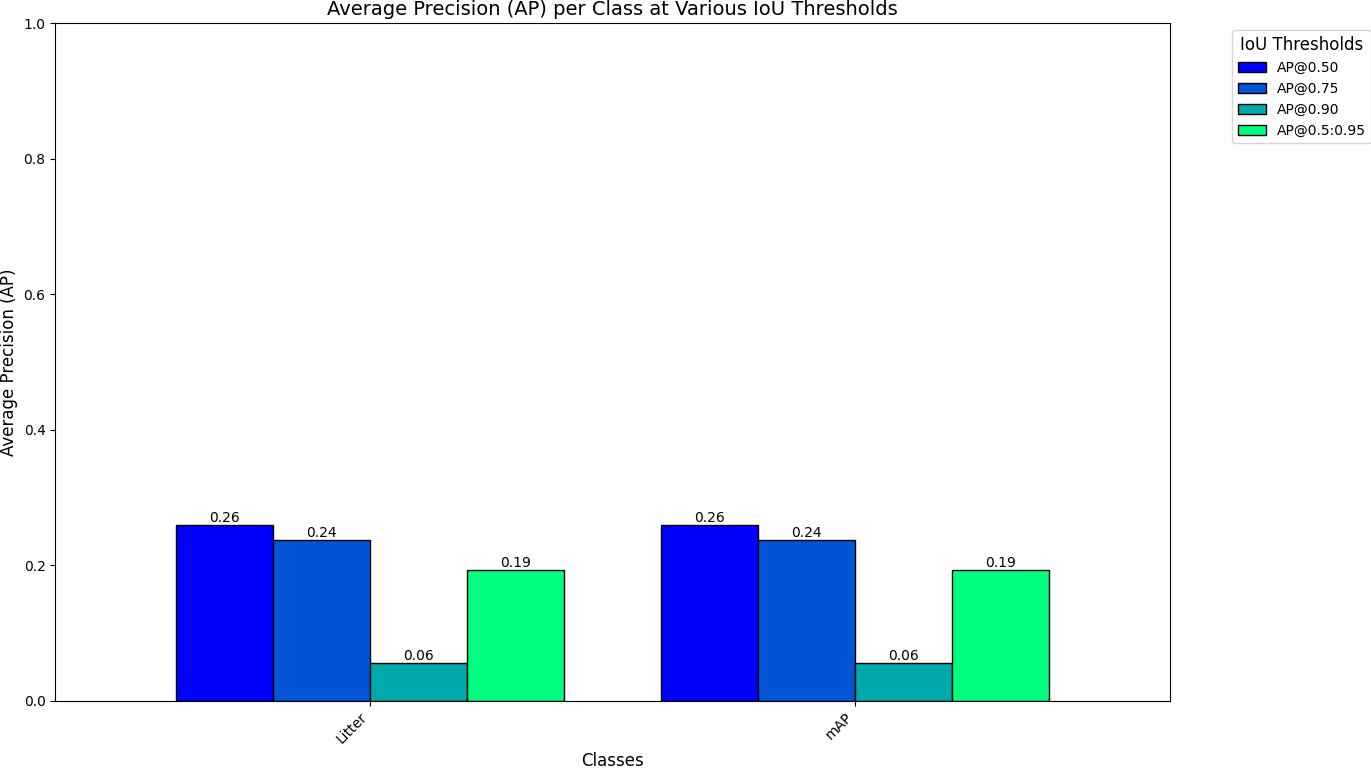 Average Precision (AP) per Class at Various IoU Thresholds
1.0
0.8
0.6
0.4
0.2
0.0
Average Precision (AP)
0.26
0.24
0.06
0.19
0.26
0.24
0.06
0.19
Litter
mAP
Classes
IoU Thresholds
AP@0.50
AP@0.75
AP@0.90
AP@0.5:0.95